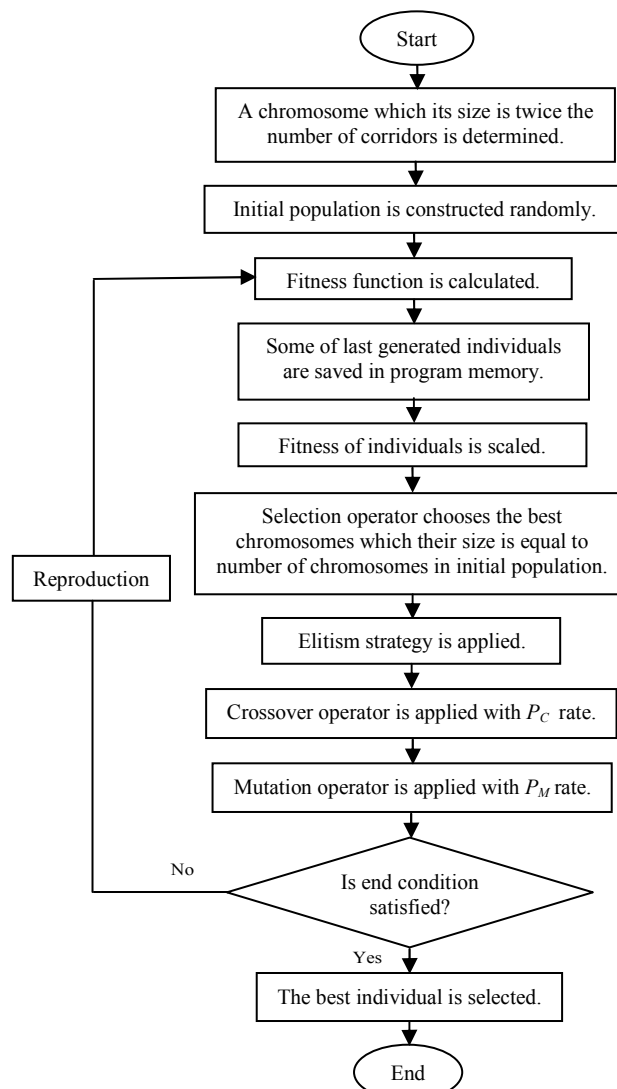 Start
A chromosome which its size is twice the
number of corridors is determined.
Initial population is constructed randomly.
Fitness function is calculated.
Some of last generated individuals
are saved in program memory.
Fitness of individuals is scaled.
Selection operator chooses the best
chromosomes which their size is equal to
number of chromosomes in initial population.
Reproduction
Elitism strategy is applied.
Crossover operator is applied with P_C rate.
Mutation operator is applied with P_M rate.
No
Is end condition
satisfied?
Yes
The best individual is selected.
End